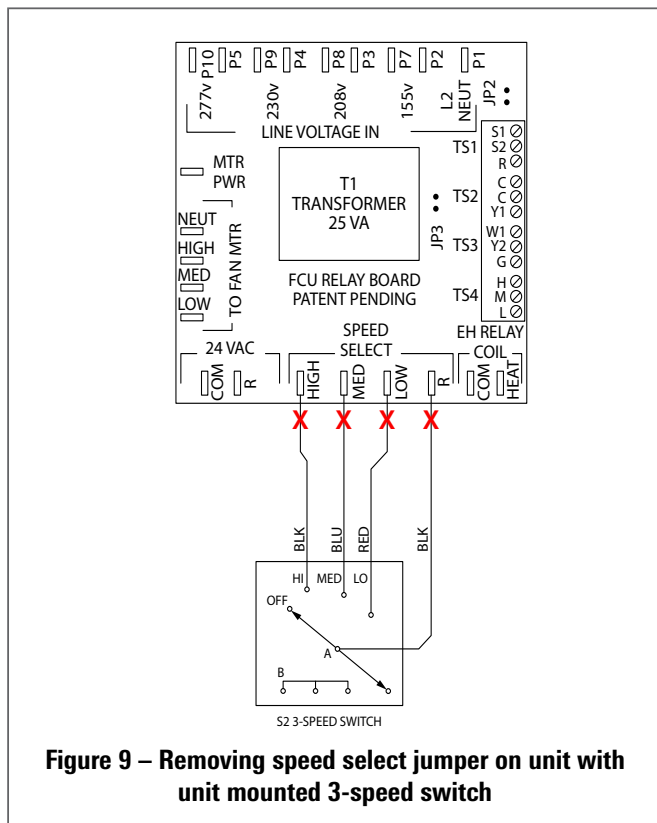 P10 P5 P9 P4 P8 P3 P7 P2 P1
277v 230v 208v 155v L2 NEUT JP2
LINE VOLTAGE IN
TS1 S1
S2
R
MTR
PWR
T1
TRANSFORMER
25 VA
JP3
TS2 C
C
Y1
NEUT
HIGH
MED
LOW
TO FAN MTR
TS3 W1
Y2
G
FCU RELAY BOARD
PATENT PENDING
TS4 H
M
L
24 VAC
SPEED
SELECT
EH RELAY
COIL
COM R HIGH MED LOW R COM HEAT
X X X X
BLK BLU RED BLK
HI MED LO
OFF
A
B
S2 3-SPEED SWITCH
Figure 9 – Removing speed select jumper on unit with
unit mounted 3-speed switch